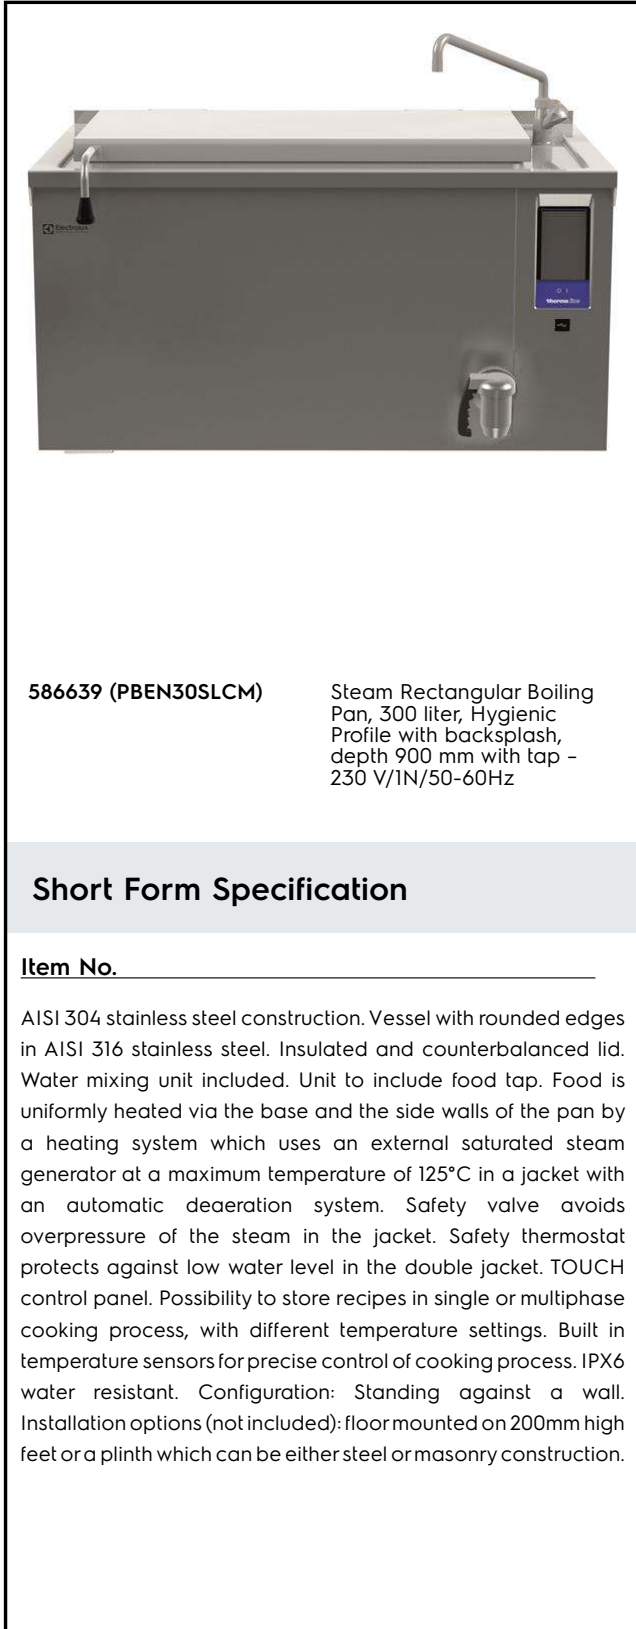 Electrolux
thermaline
586639 (PBEN30SLCM)
Steam Rectangular Boiling
Pan, 300 liter, Hygienic
Profile with backsplash,
depth 900 mm with tap –
230 V/1N/50-60Hz
Short Form Specification
Item No.
AISI 304 stainless steel construction. Vessel with rounded edges
in AISI 316 stainless steel. Insulated and counterbalanced lid.
Water mixing unit included. Unit to include food tap. Food is
uniformly heated via the base and the side walls of the pan by
a heating system which uses an external saturated steam
generator at a maximum temperature of 125°C in a jacket with
an automatic deaeration system. Safety valve avoids
overpressure of the steam in the jacket. Safety thermostat
protects against low water level in the double jacket. TOUCH
control panel. Possibility to store recipes in single or multiphase
cooking process, with different temperature settings. Built in
temperature sensors for precise control of cooking process. IPX6
water resistant. Configuration: Standing against a wall.
Installation options (not included): floor mounted on 200mm high
feet or a plinth which can be either steel or masonry construction.